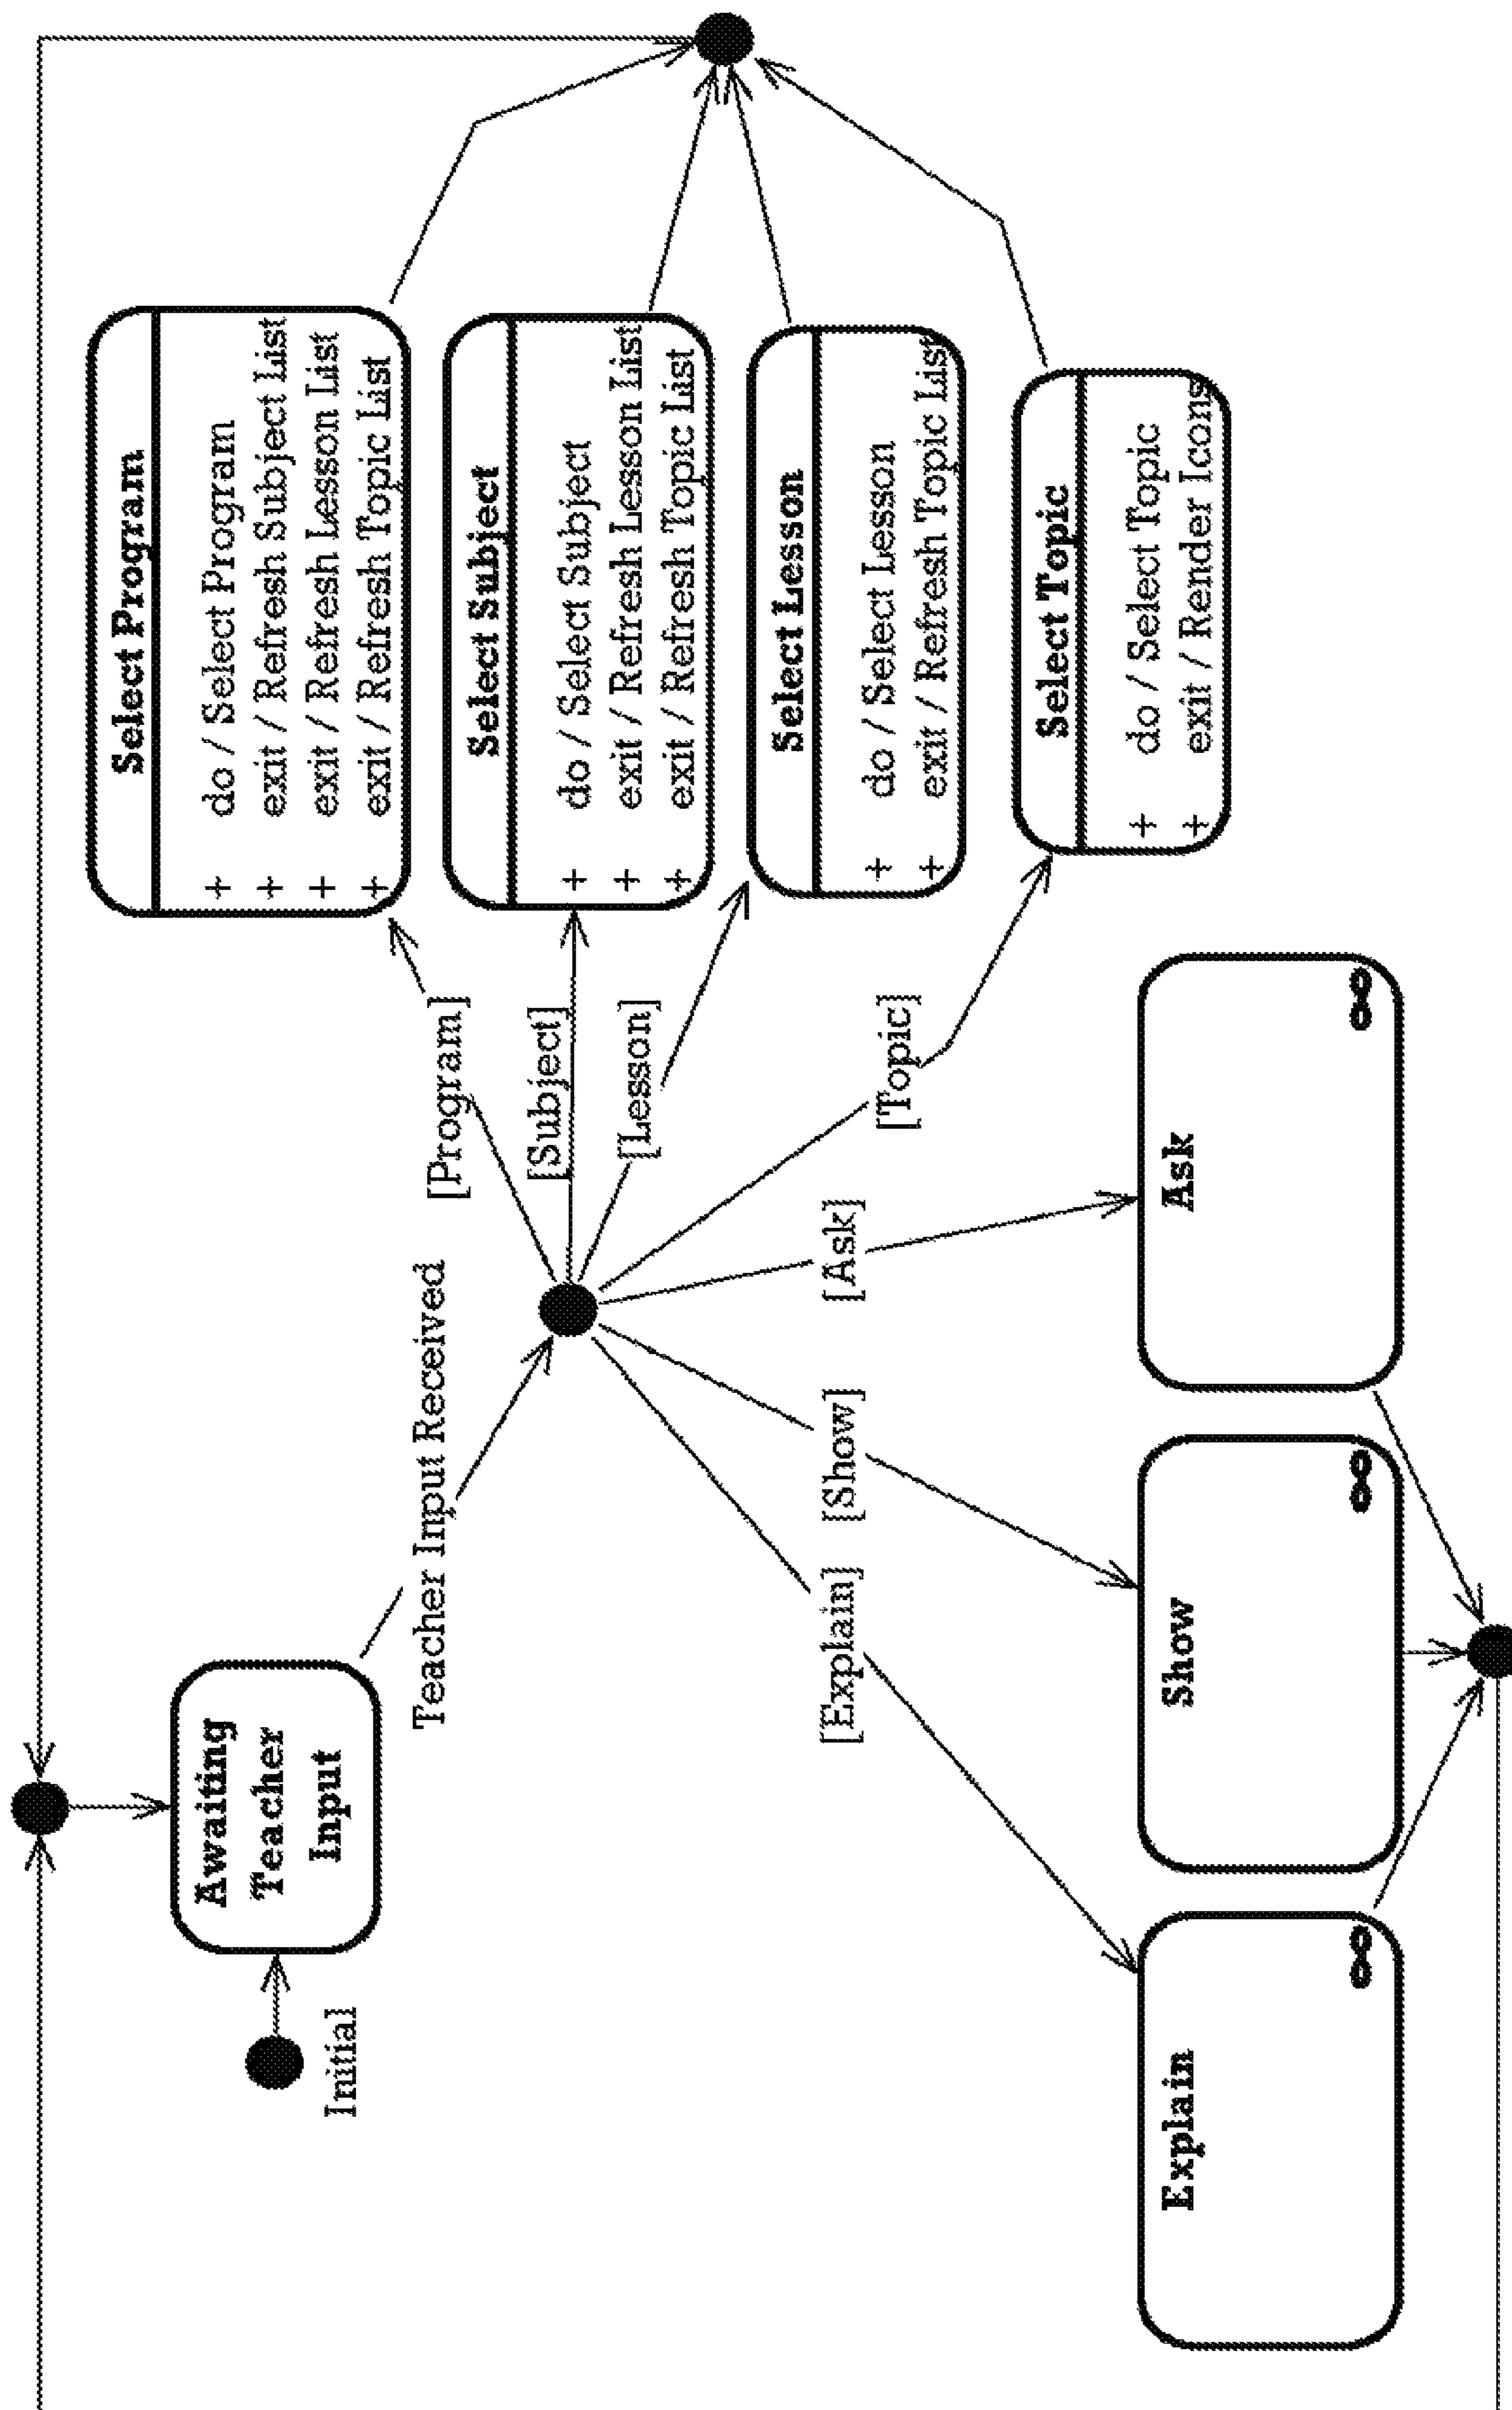 Initial
Awaiting
Teacher
Input
Teacher Input Received
[Program]
[Subject]
[Lesson]
[Topic]
[Ask]
[Show]
[Explain]
Select Program
+ do / Select Program
+ exit / Refresh Subject List
+ exit / Refresh Lesson List
+ exit / Refresh Topic List
Select Subject
+ do / Select Subject
+ exit / Refresh Lesson List
+ exit / Refresh Topic List
Select Lesson
+ do / Select Lesson
+ exit / Refresh Topic List
Select Topic
+ do / Select Topic
+ exit / Render Icons
Explain
Show
Ask